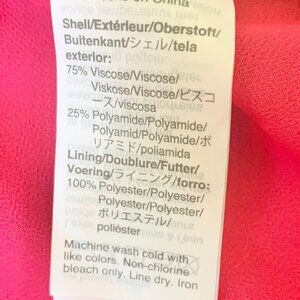 Shell/Extérieur/Oberstoff/
Buitenkant/シェル/tela
exterior:
75% Viscose/Viscose/
Viskose/Viscose/ビスコ
ース/viscosa
25% Polyamide/Polyamide/
Polyamid/Polyamide/ポ
リアミド/poliamida
Lining/Doublure/Futter/
Voering/ライニング/forro:
100% Polyester/Polyester/
Polyester/Polyester/
ポリエステル/
poliéster
Machine wash cold with
like colors. Non-chlorine
bleach only. Line dry. Iron